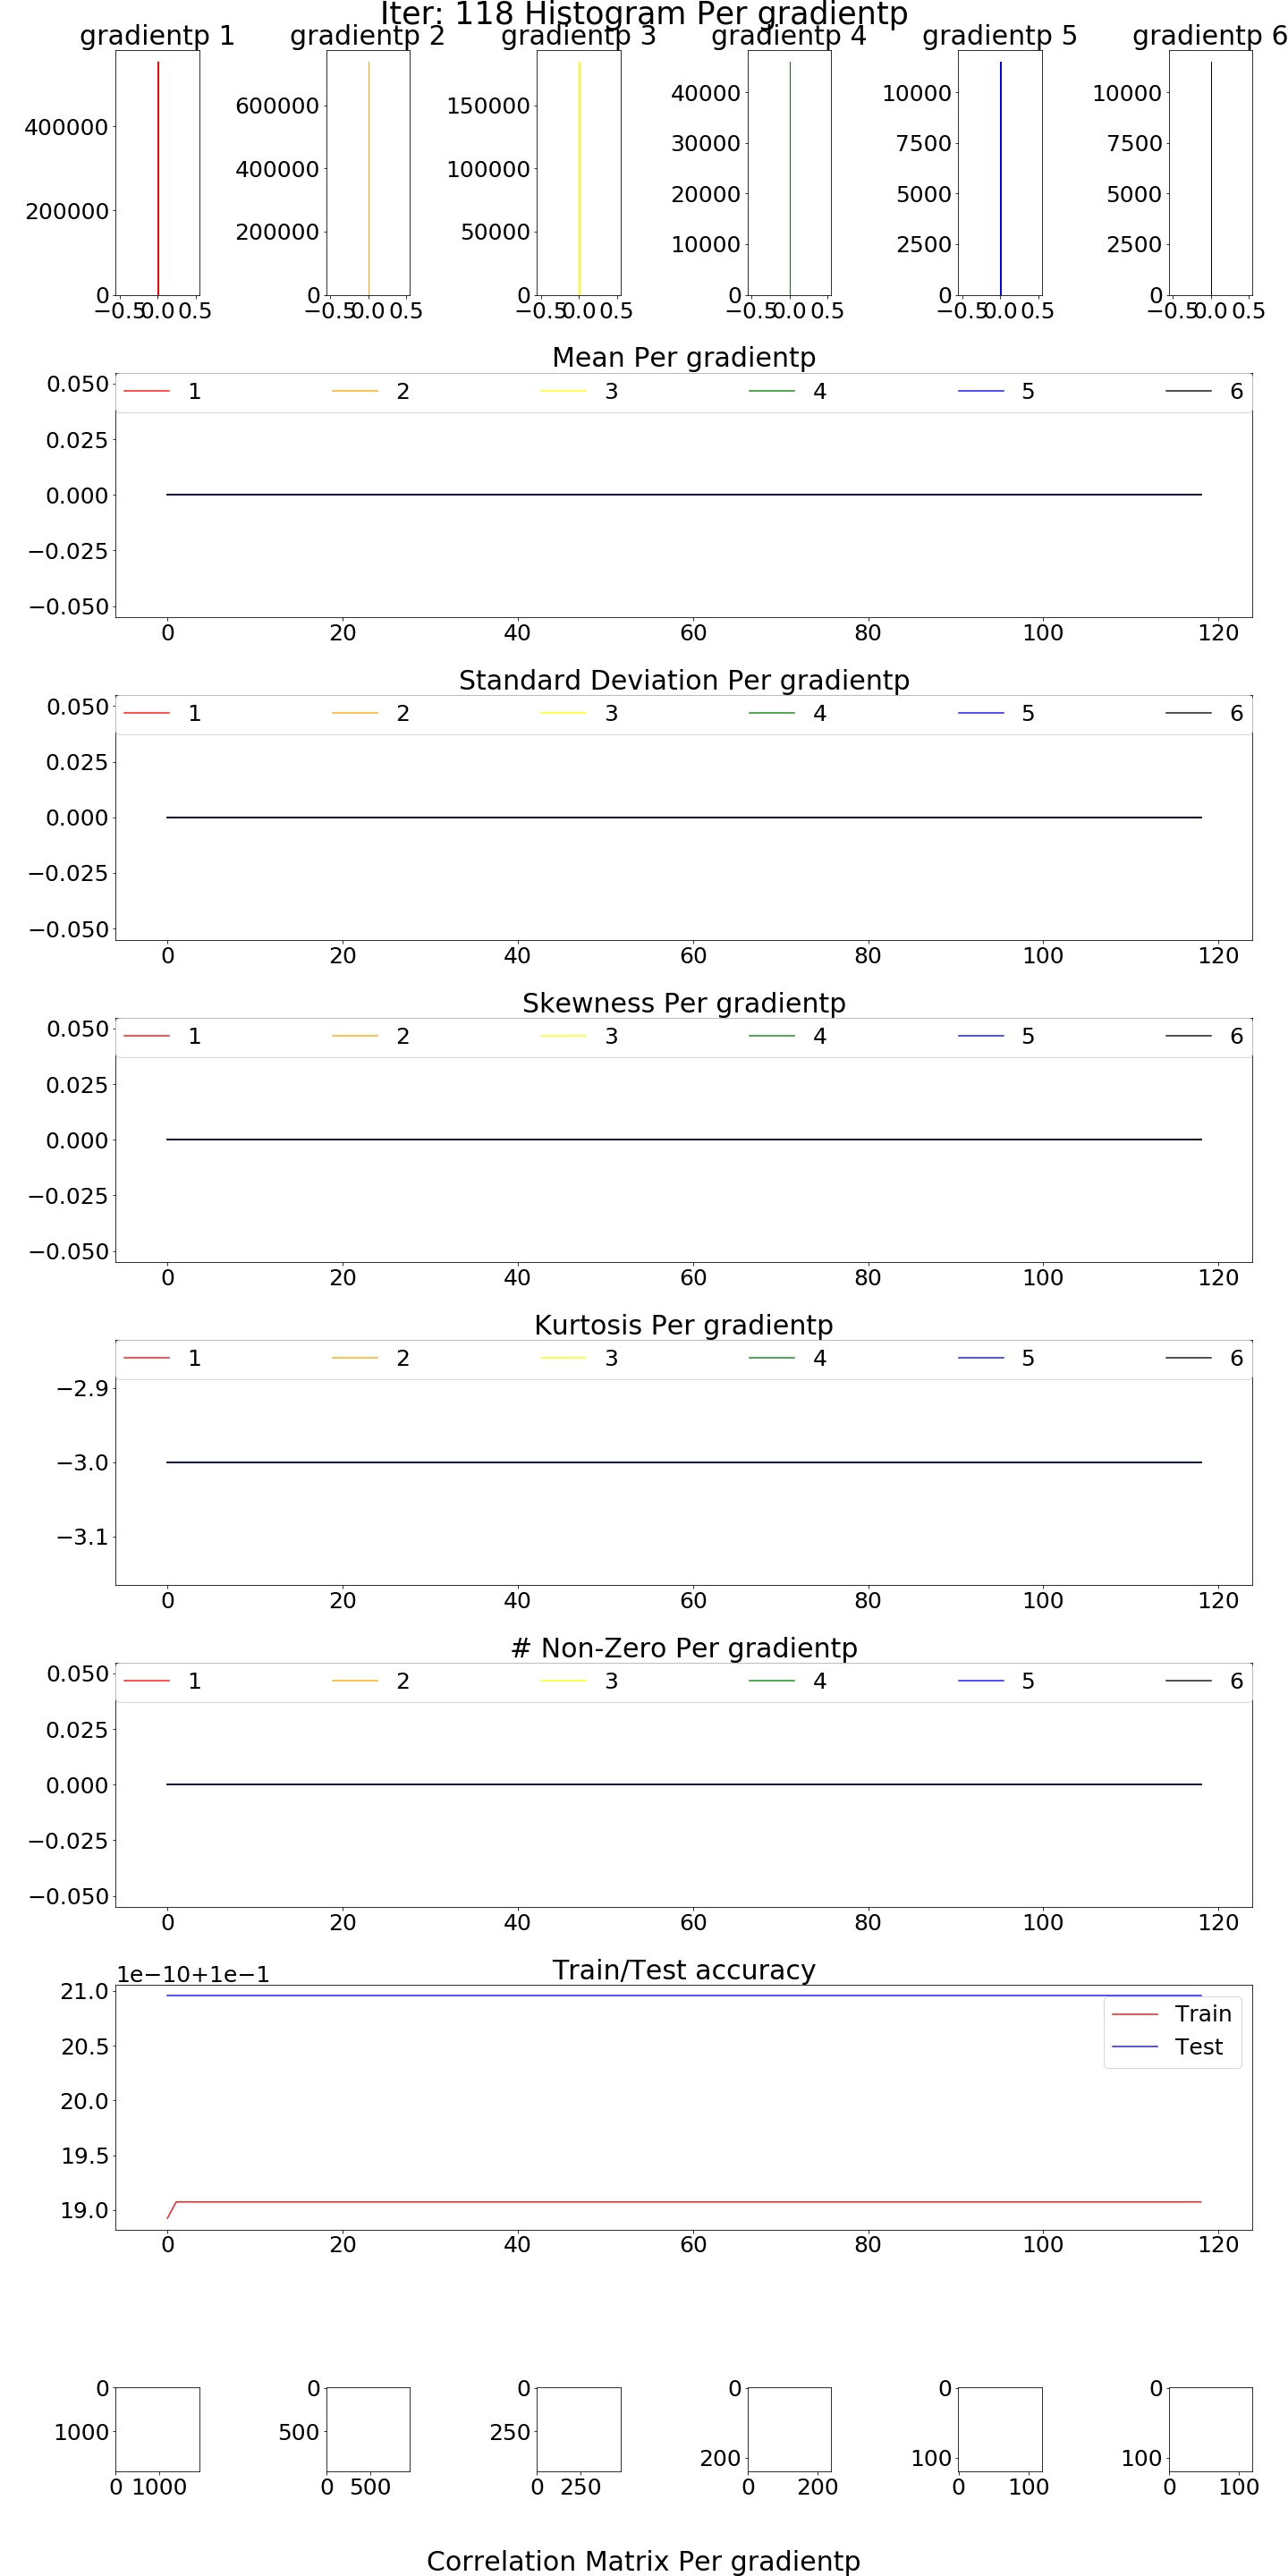 Iter: 118 Histogram Per gradientp
gradientp 1 gradientp 2 gradientp 3 gradientp 4 gradientp 5 gradientp 6
400000 200000 0
600000 400000 200000 0
150000 100000 50000 0
40000 30000 20000 10000 0
10000 7500 5000 2500 0
10000 7500 5000 2500 0
−0.5 0.0 0.5 −0.5 0.0 0.5 −0.5 0.0 0.5 −0.5 0.0 0.5 −0.5 0.0 0.5 −0.5 0.0 0.5
Mean Per gradientp
1 2 3 4 5 6
0.050
0.025
0.000
−0.025
−0.050
0 20 40 60 80 100 120
Standard Deviation Per gradientp
1 2 3 4 5 6
0.050
0.025
0.000
−0.025
−0.050
0 20 40 60 80 100 120
Skewness Per gradientp
1 2 3 4 5 6
0.050
0.025
0.000
−0.025
−0.050
0 20 40 60 80 100 120
Kurtosis Per gradientp
1 2 3 4 5 6
−2.9
−3.0
−3.1
0 20 40 60 80 100 120
# Non-Zero Per gradientp
1 2 3 4 5 6
0.050
0.025
0.000
−0.025
−0.050
0 20 40 60 80 100 120
Train/Test accuracy
1e−10+1e−1
21.0
20.5
20.0
19.5
19.0
Train
Test
0 20 40 60 80 100 120
0 0 0 0 0 0
1000 500 250 200 100 100
0 1000 0 500 0 250 0 200 0 100 0 100
Correlation Matrix Per gradientp